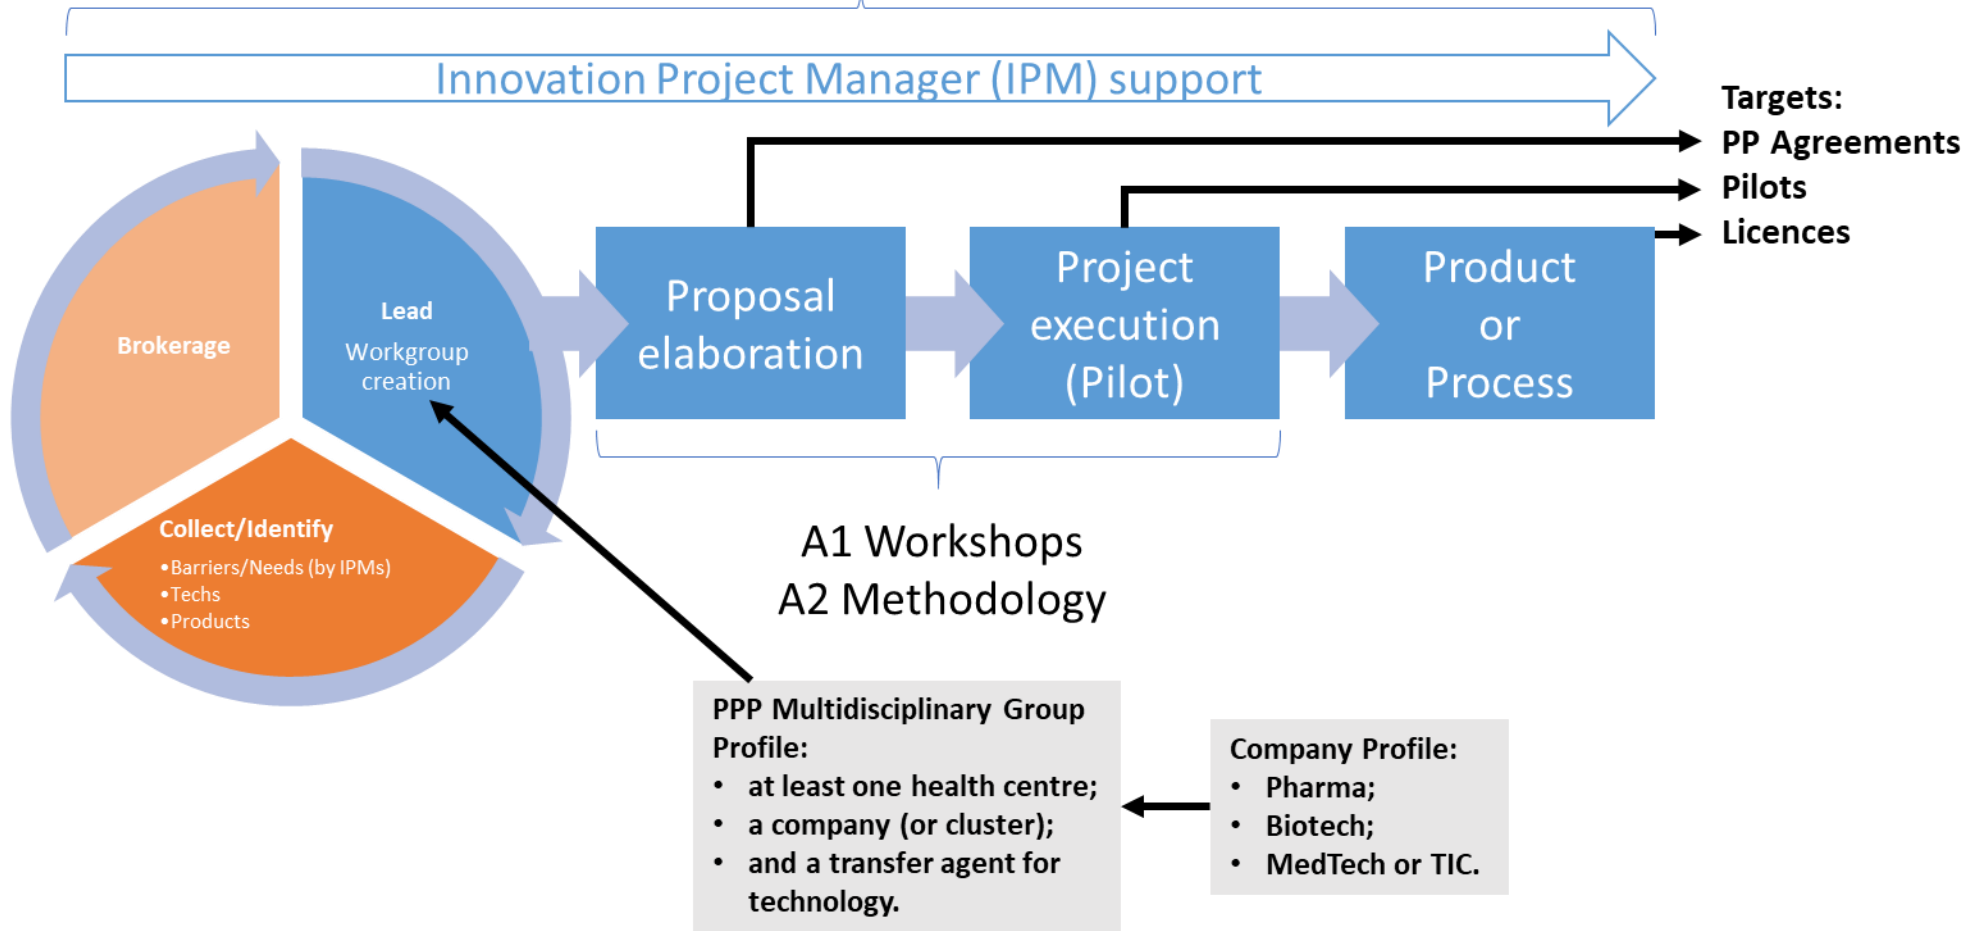 Innovation Project Manager (IPM) support
Targets:
PP Agreements
Pilots
Licences
Brokerage
Lead
Workgroup
creation
Collect/Identify
•Barriers/Needs (by IPMs)
•Techs
•Products
Proposal
elaboration
Project
execution
(Pilot)
Product
or
Process
A1 Workshops
A2 Methodology
PPP Multidisciplinary Group
Profile:
• at least one health centre;
• a company (or cluster);
• and a transfer agent for
technology.
Company Profile:
• Pharma;
• Biotech;
• MedTech or TIC.